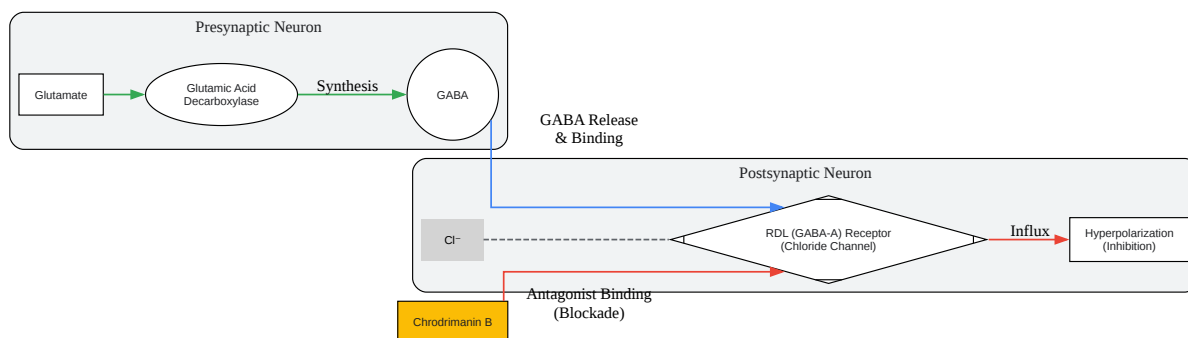 Presynaptic Neuron
Glutamate
Glutamic Acid
Decarboxylase
Synthesis
GABA
GABA Release
& Binding
Postsynaptic Neuron
Cl⁻
RDL (GABA-A) Receptor
(Chloride Channel)
Influx
Hyperpolarization
(Inhibition)
Antagonist Binding
(Blockade)
Chrodrimanin B